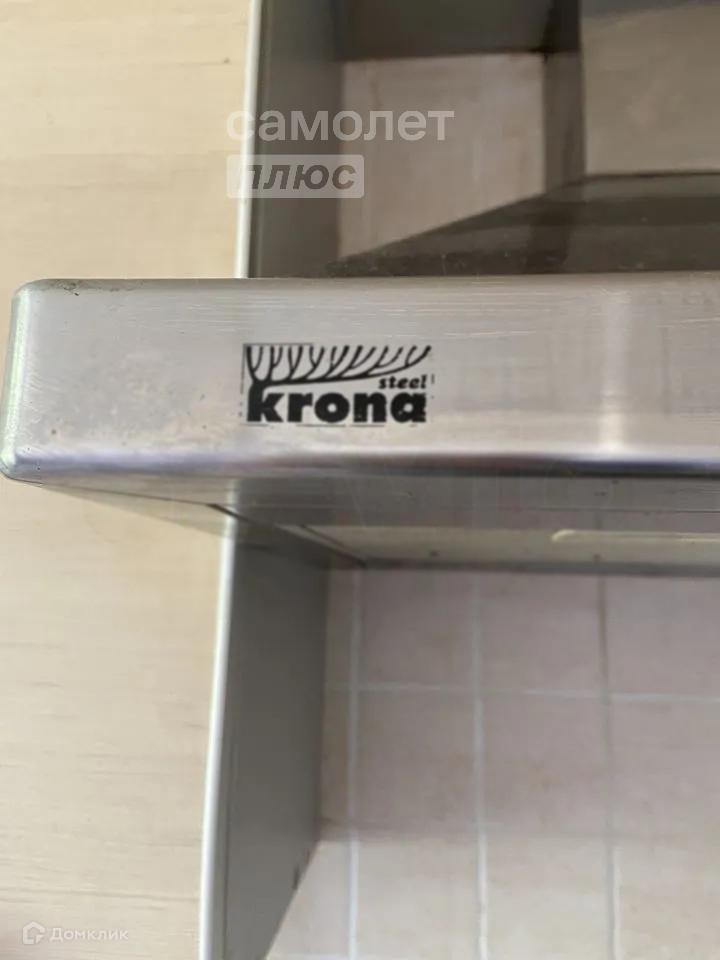 самолет
плюс
steel
krona
Домклик